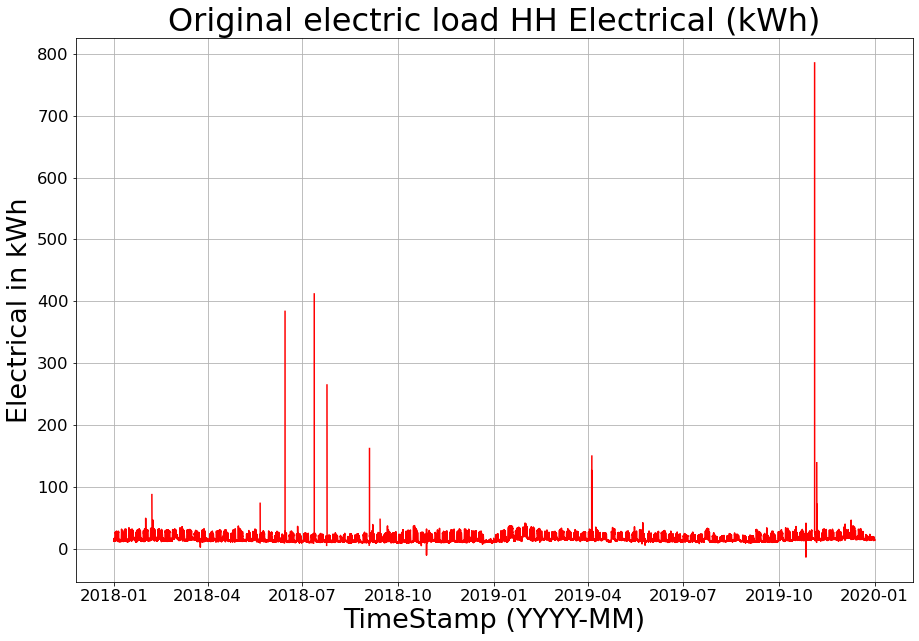 Original electric load HH Electrical (kWh)
800
700
600
500
400
300
200
100
0
Electrical in kWh
2018-01 2018-04 2018-07 2018-10 2019-01 2019-04 2019-07 2019-10 2020-01
TimeStamp (YYYY-MM)